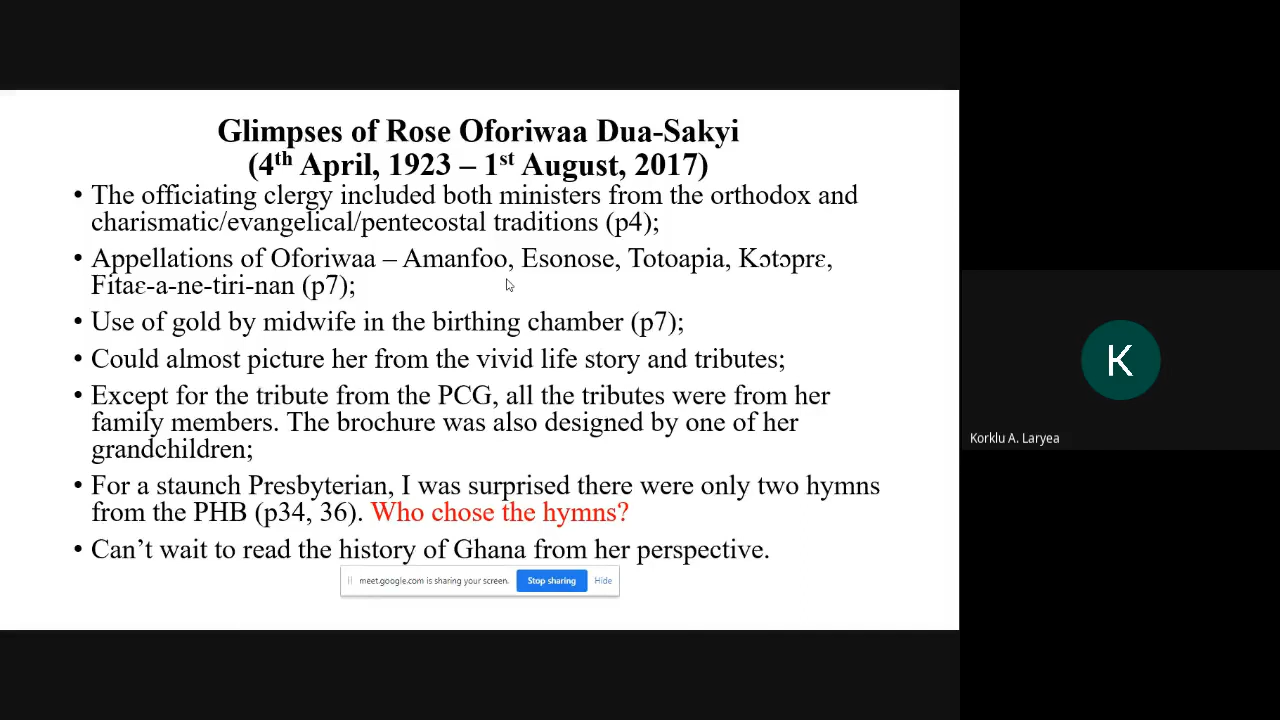 Glimpses of Rose Oforiwaa Dua-Sakyi
(4th April, 1923 – 1st August, 2017)
• The officiating clergy included both ministers from the orthodox and
charismatic/evangelical/pentecostal traditions (p4);
• Appellations of Oforiwaa – Amanfoo, Esonose, Totoapia, Kɔtɔprɛ,
Fitaɛ-a-ne-tiri-nan (p7);
• Use of gold by midwife in the birthing chamber (p7);
• Could almost picture her from the vivid life story and tributes;
• Except for the tribute from the PCG, all the tributes were from her
family members. The brochure was also designed by one of her
grandchildren;
• For a staunch Presbyterian, I was surprised there were only two hymns
from the PHB (p34, 36). Who chose the hymns?
• Can’t wait to read the history of Ghana from her perspective.
meet.google.com is sharing your screen. Stop sharing Hide
K
Korklu A. Laryea